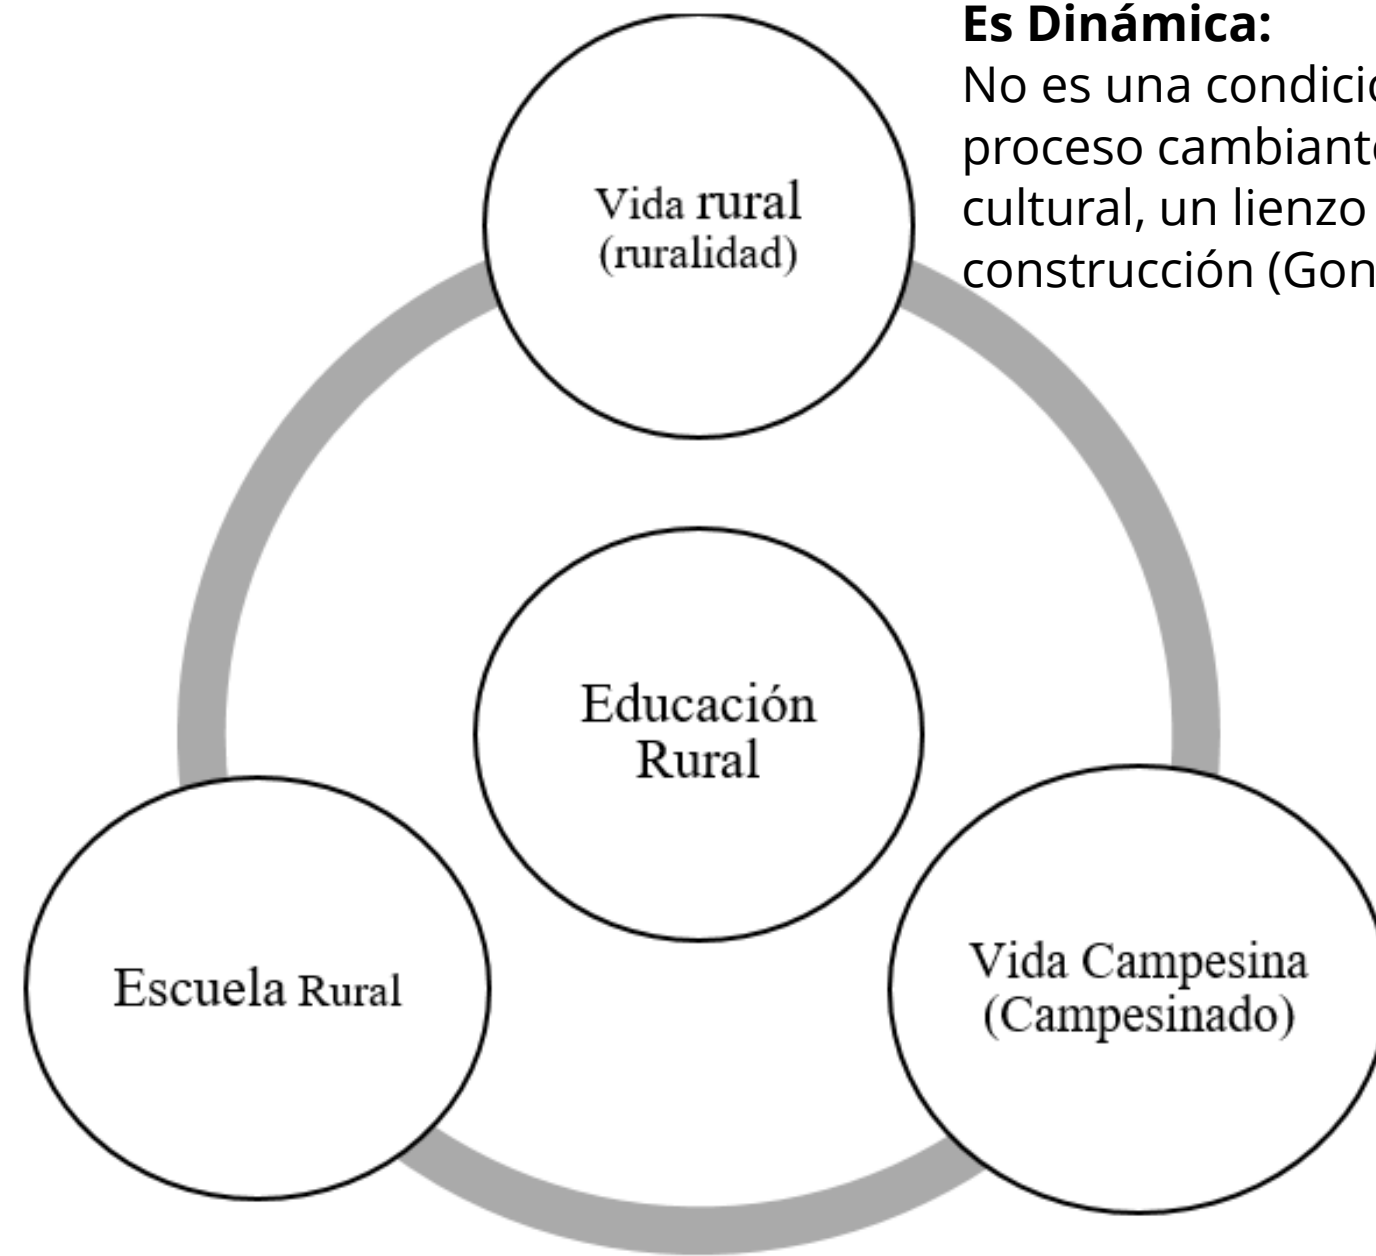 Es Dinámica:
No es una
proceso
cultural, un lienzo
construcción
Vida rural
(ruralidad)
Educación
Rural
Escuela Rural
Vida Campesina
(Campesinado)